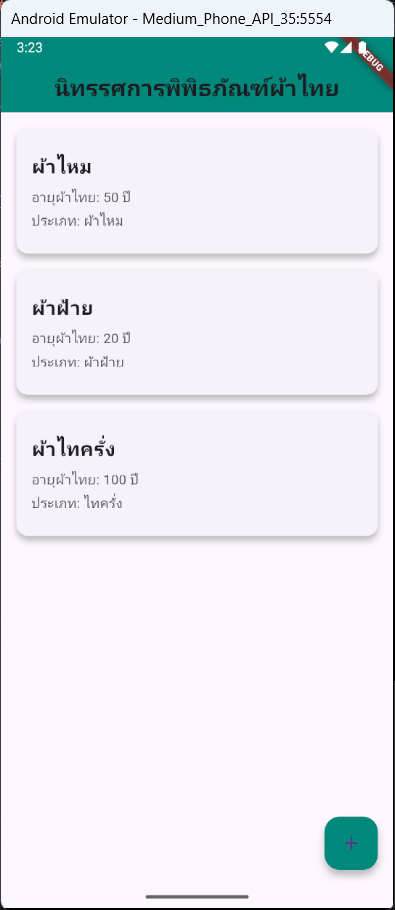 Android Emulator - Medium_Phone_API_35:5554
3:23
DEBUG
นิทรรศการพิพิธภัณฑ์ผ้าไทย
ผ้าไหม
อายุผ้าไทย: 50 ปี
ประเภท: ผ้าไหม
ผ้าฝ้าย
อายุผ้าไทย: 20 ปี
ประเภท: ผ้าฝ้าย
ผ้าไทครั่ง
อายุผ้าไทย: 100 ปี
ประเภท: ไทครั่ง
+